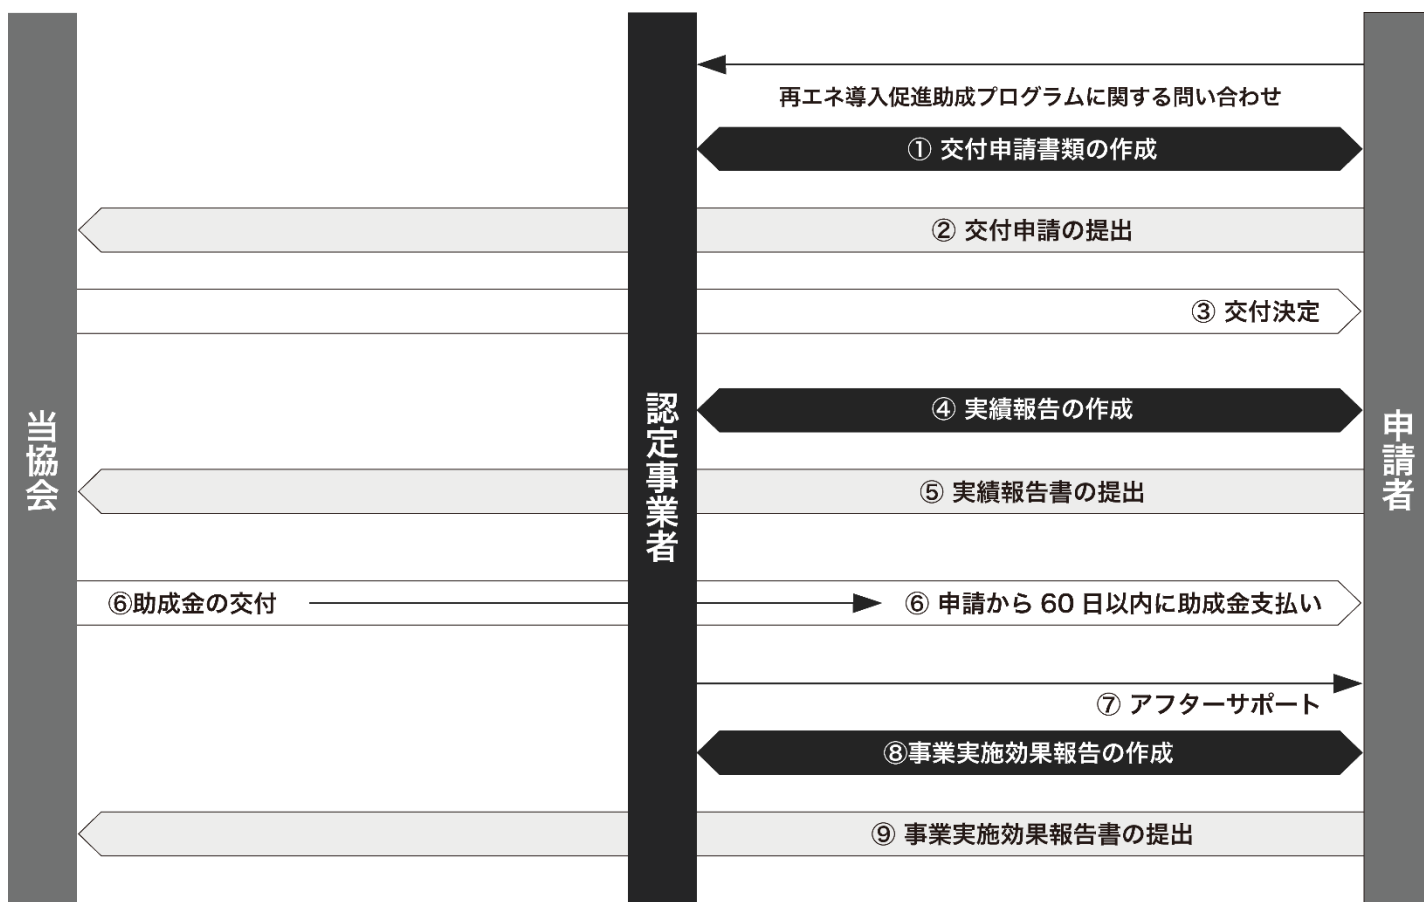 再エネ導入促進助成プログラムに関する問い合わせ
① 交付申請書類の作成
② 交付申請の提出
③ 交付決定
④ 実績報告の作成
⑤ 実績報告書の提出
⑥助成金の交付
⑥ 申請から 60 日以内に助成金支払い
⑦ アフターサポート
⑧事業実施効果報告の作成
⑨ 事業実施効果報告書の提出
当協会
認定事業者
申請者